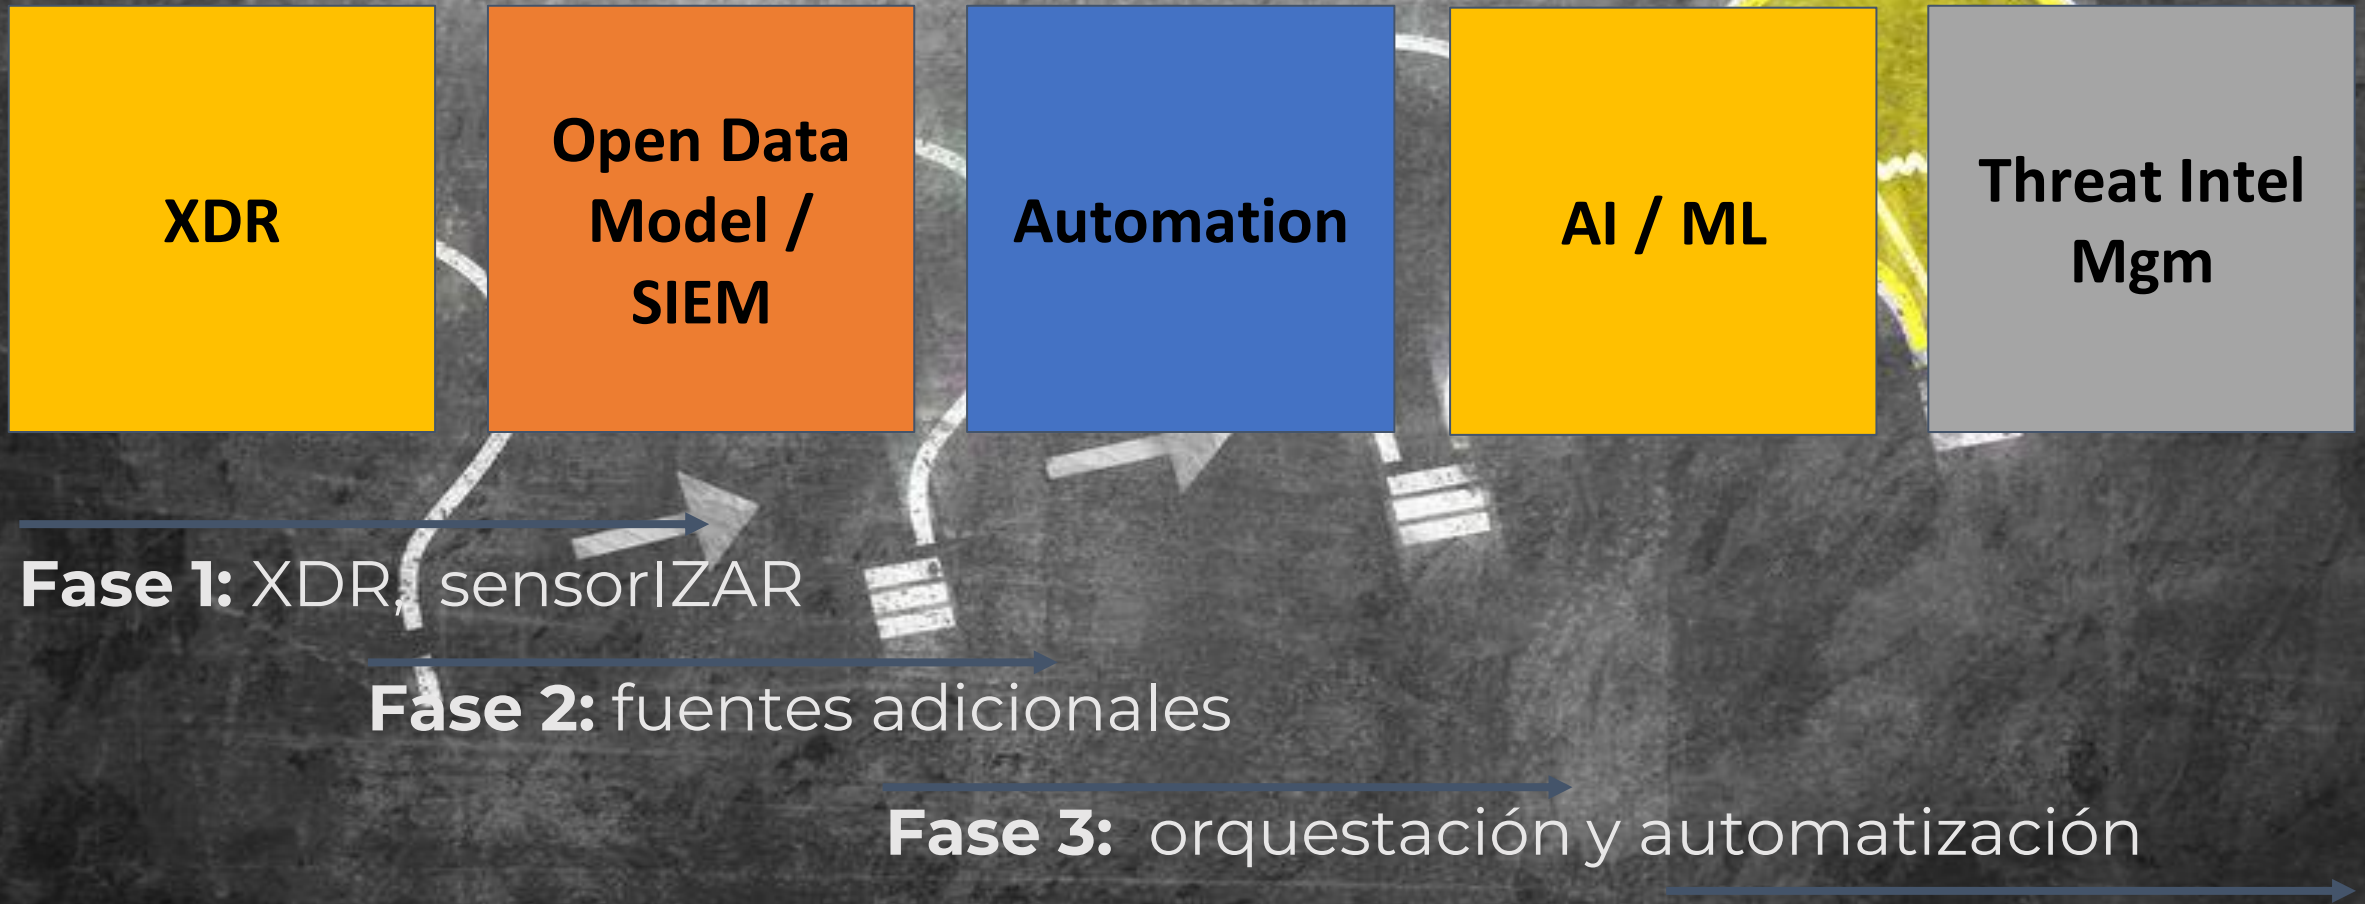 XDR
Open Data
Model /
SIEM
Automation
AI / ML
Threat Intel
Mgm
Fase 1: XDR, sensorIZAR
Fase 2: fuentes adicionales
Fase 3: orquestación y automatización